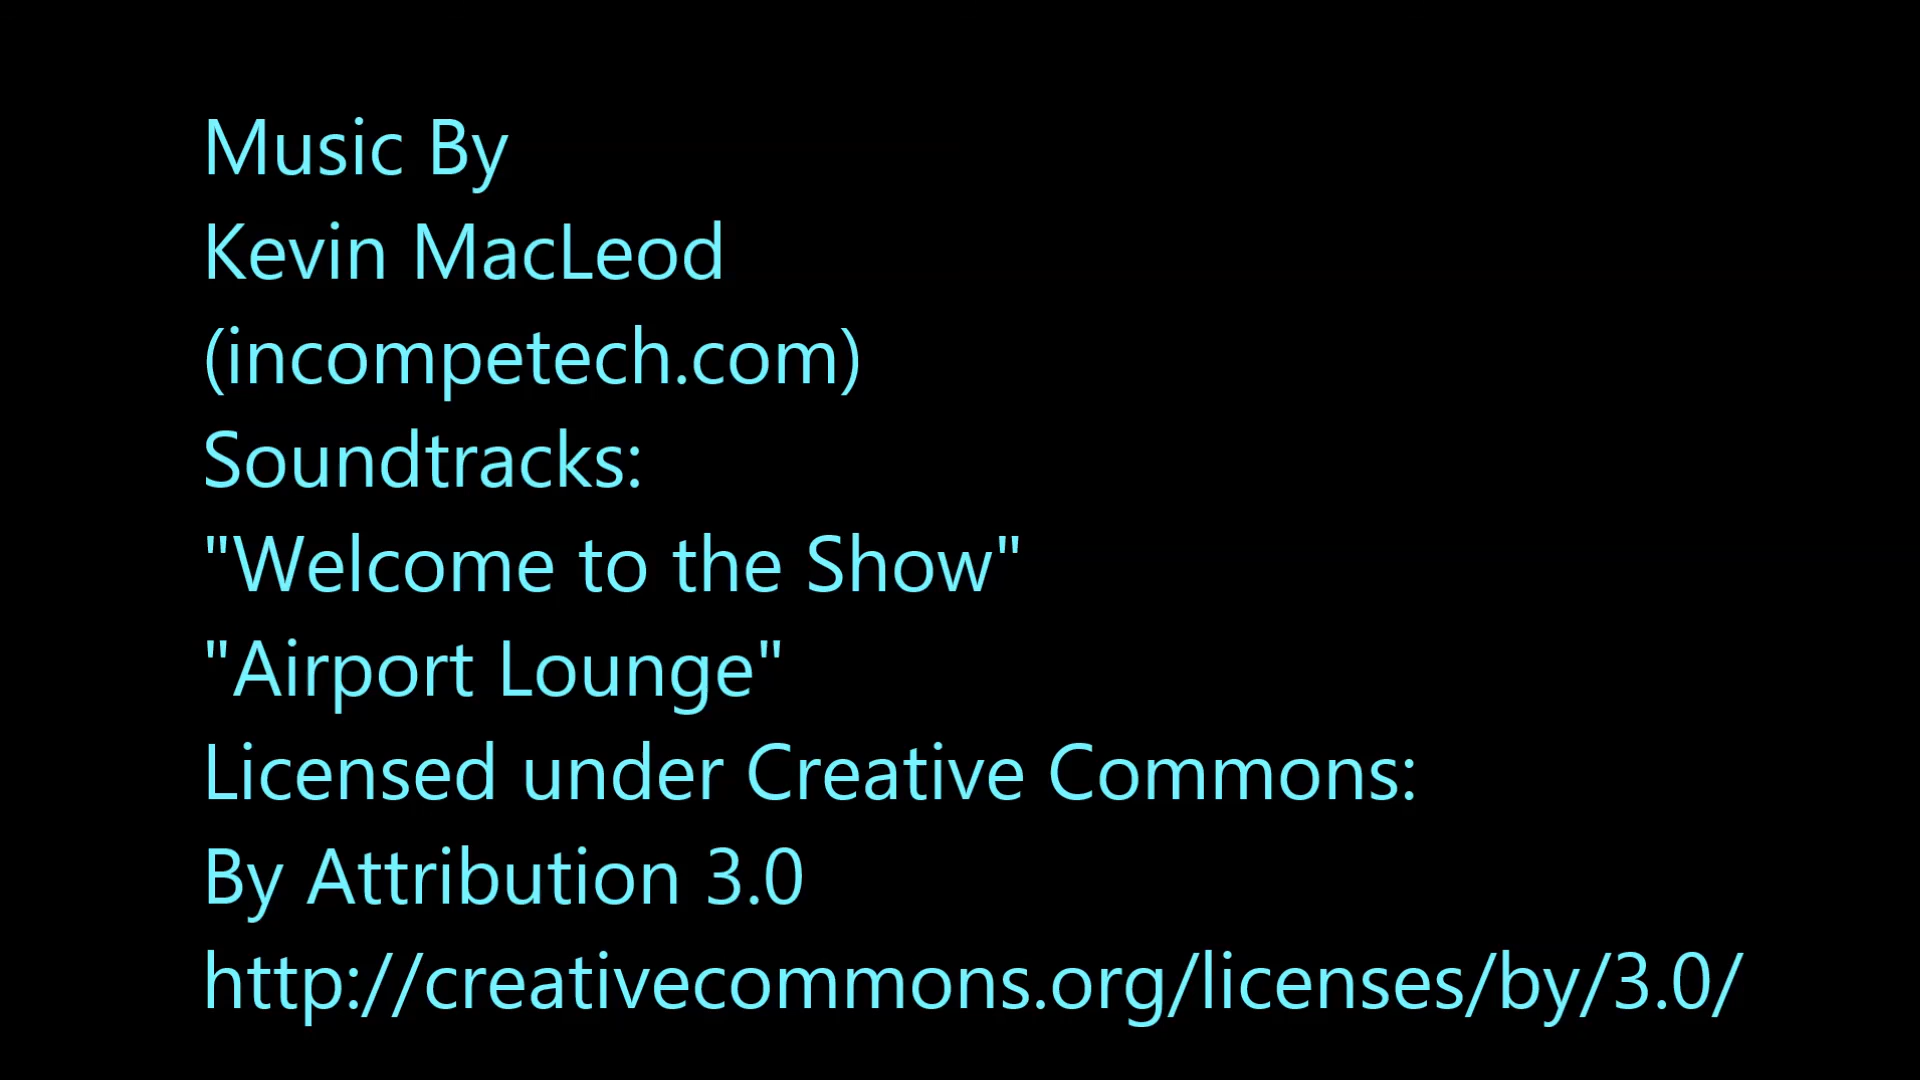 Music By
Kevin MacLeod
(incompetech.com)
Soundtracks:
"Welcome to the Show"
"Airport Lounge"
Licensed under Creative Commons:
By Attribution 3.0
http://creativecommons.org/licenses/by/3.0/